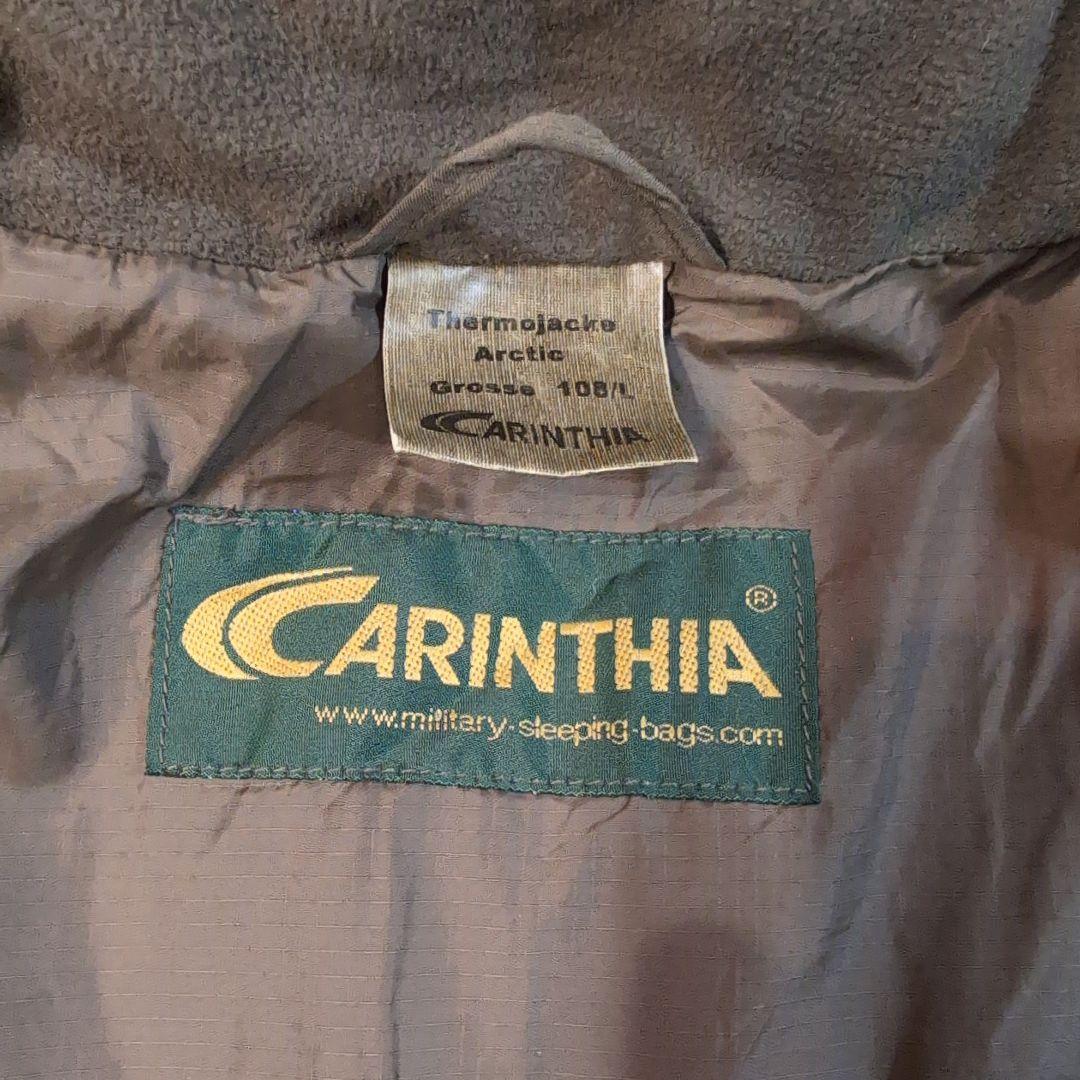 Thermojacke
Arctic
Grosse 108/L
CARINTHIA
CARINTHIA®
www.military-sleeping-bags.com